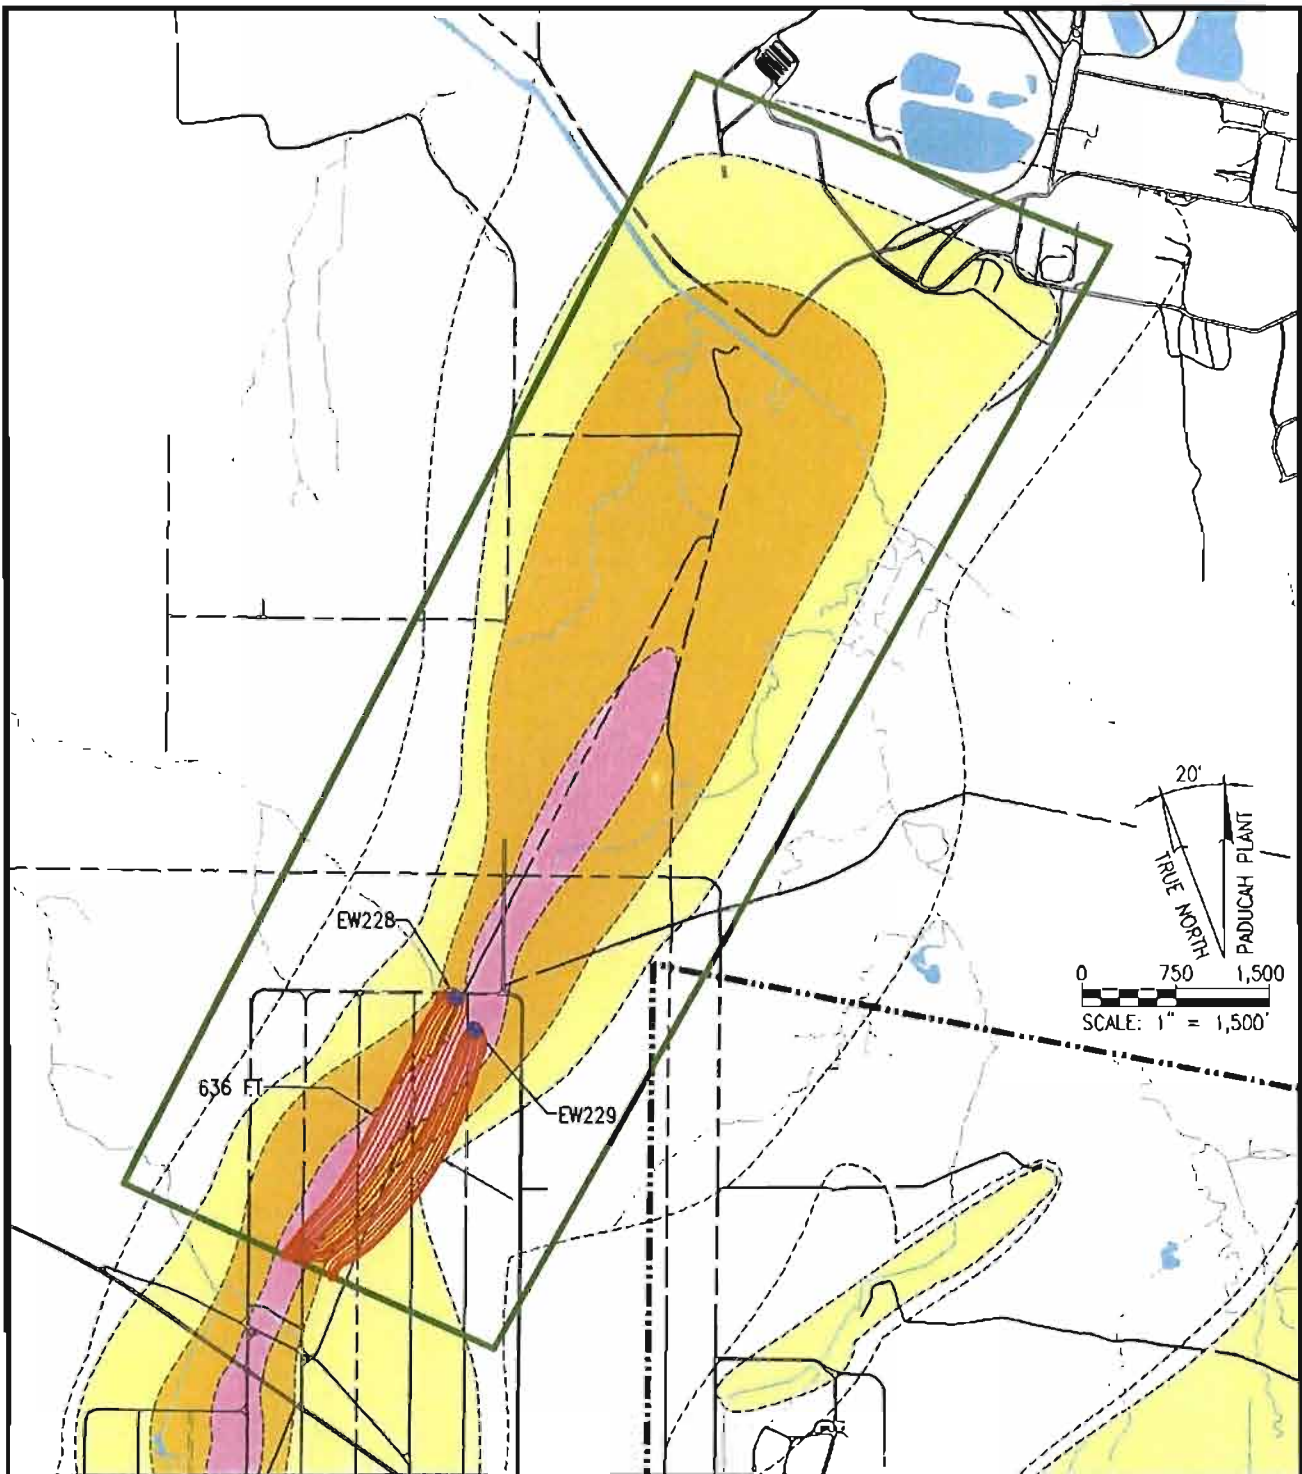 20'
TRUE NORTH
PADUCAH PLANT
EW228
0 750 1,500
SCALE: 1" = 1,500'
636 FT
EW229